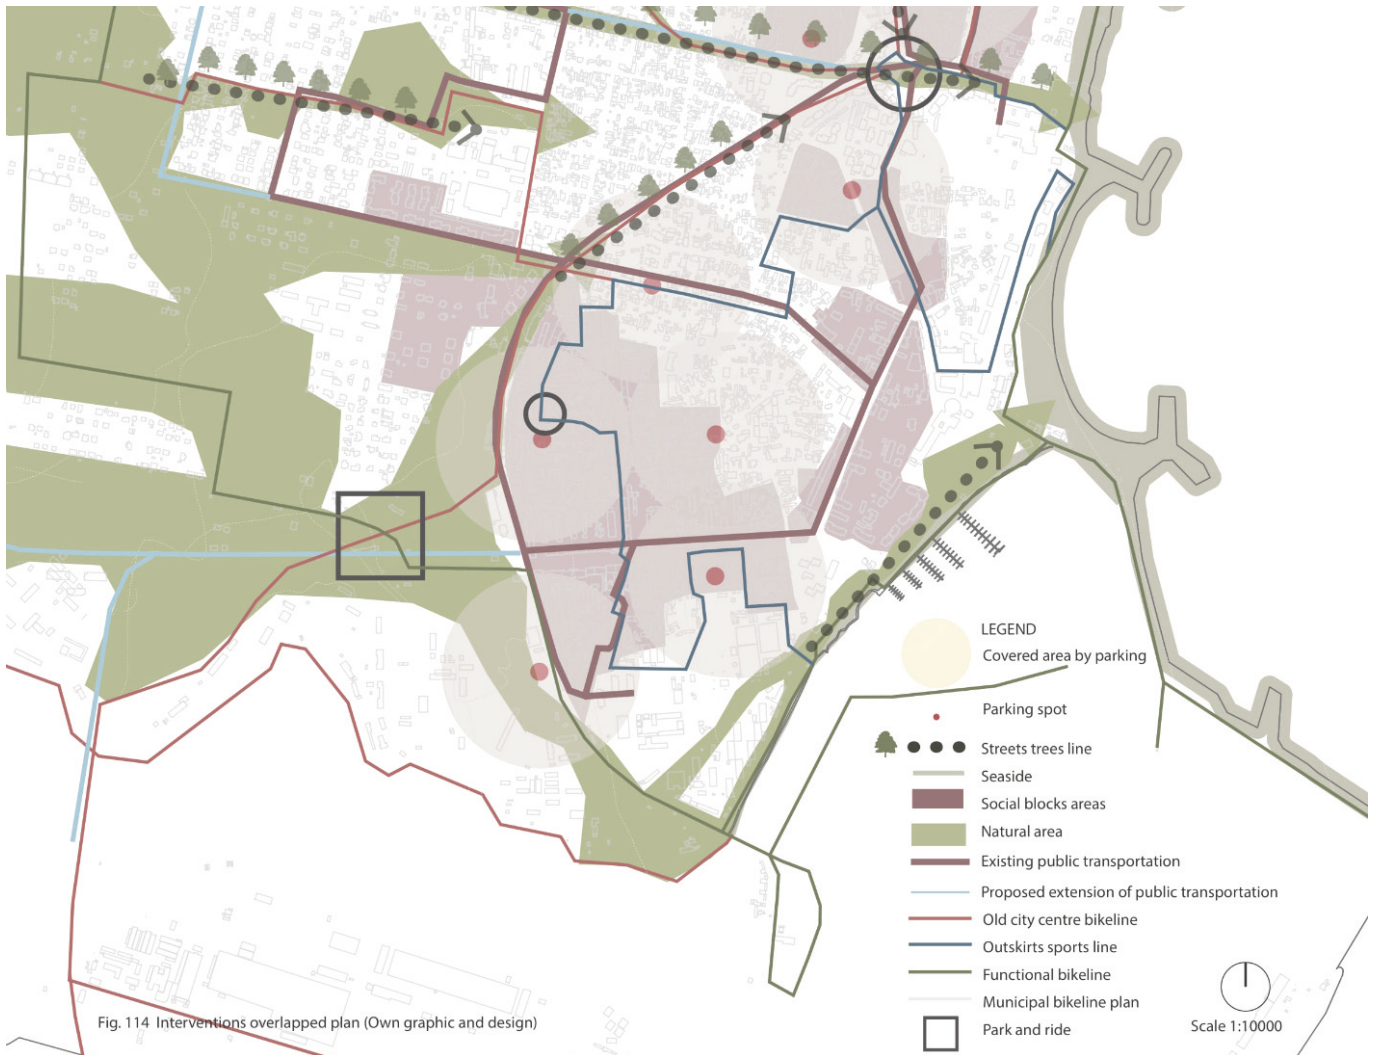 LEGEND
Covered area by parking
Parking spot
Streets trees line
Seaside
Social blocks areas
Natural area
Existing public transportation
Proposed extension of public transportation
Old city centre bikeline
Outskirts sports line
Functional bikeline
Municipal bikeline plan
Park and ride
Scale 1:10000
Fig. 114 Interventions overlapped plan (Own graphic and design)